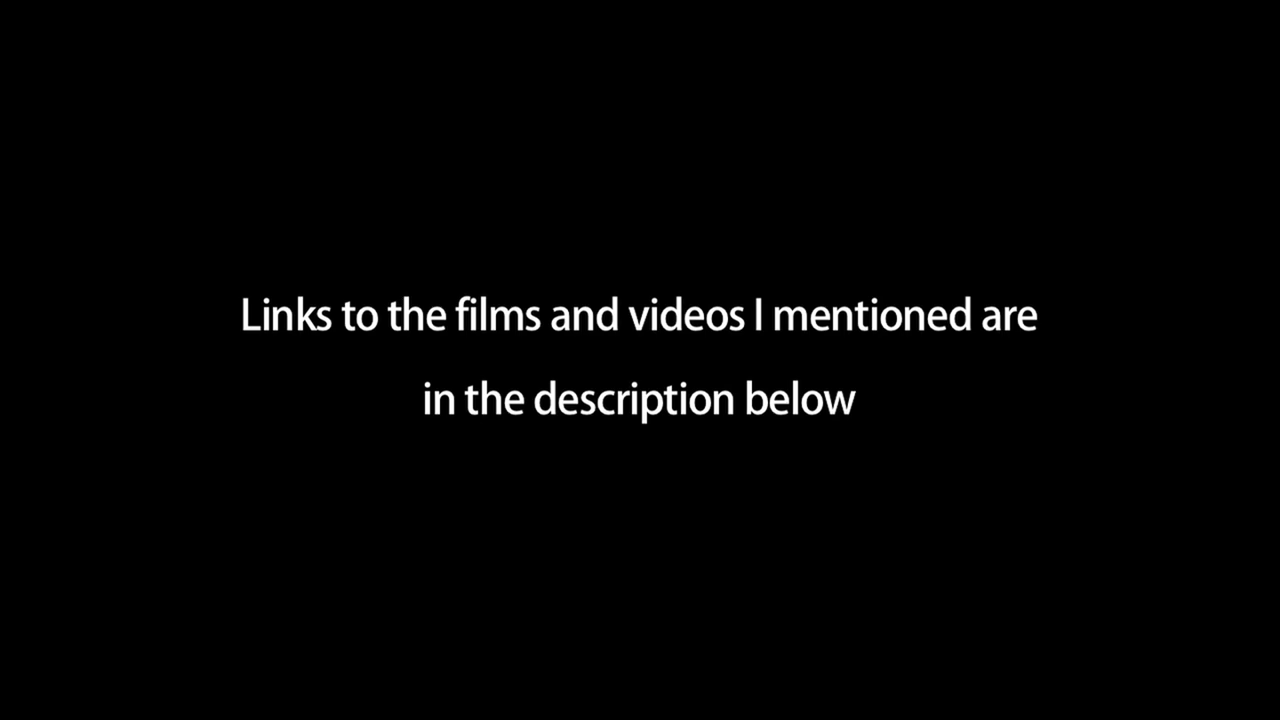 Links to the films and videos I mentioned are
in the description below